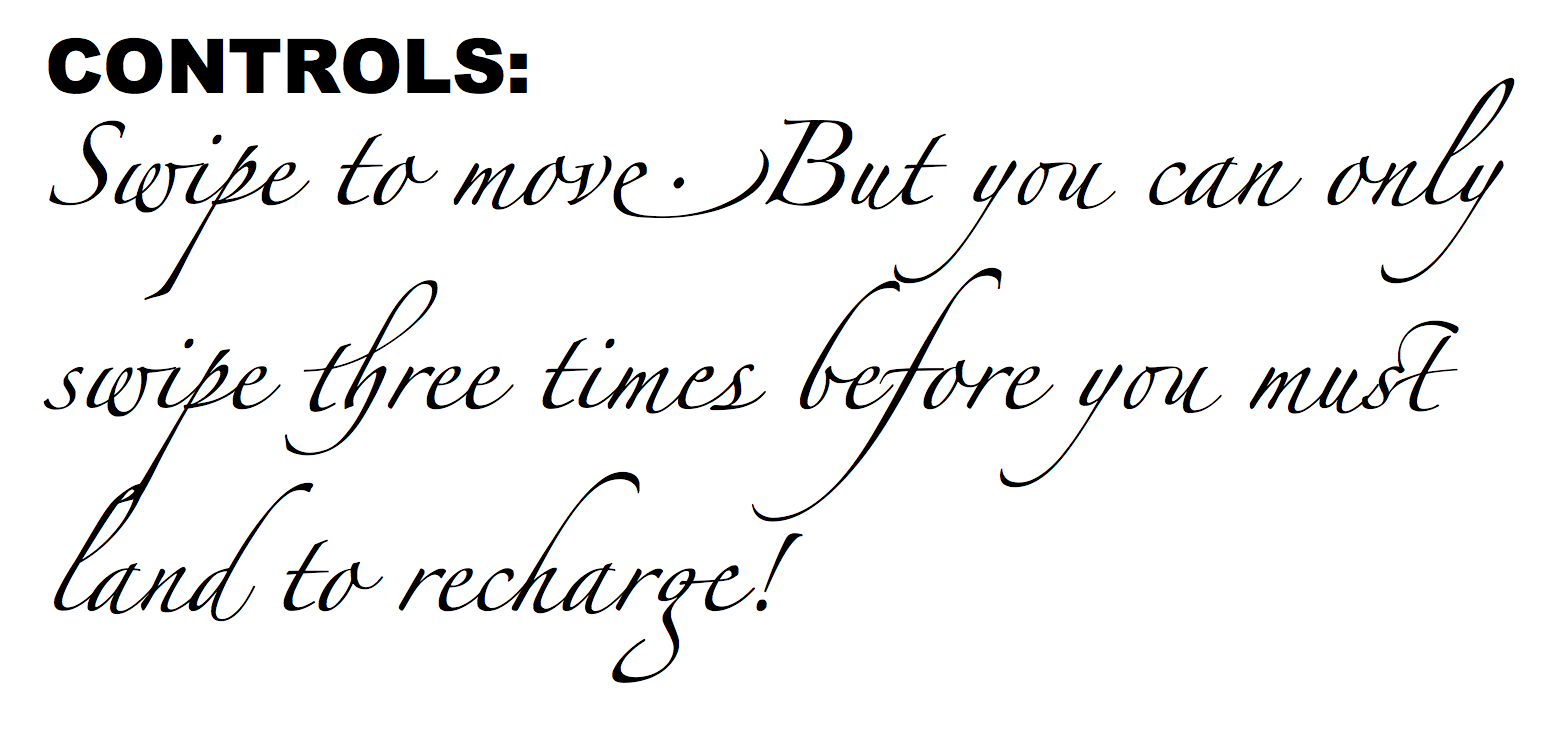 CONTROLS:
Swipe to move. But you can only
swipe three times before you must
land to recharge!